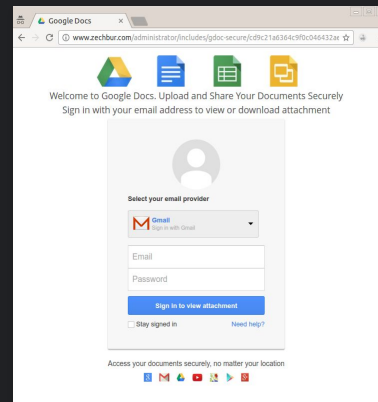 Google Docs
www.zechbur.com/administrator/includes/gdoc-secure/cd9c21a6364c9f0c046432ae
Welcome to Google Docs. Upload and Share Your Documents Securely
Sign in with your email address to view or download attachment
Select your email provider
Gmail
Sign in with Gmail
Email
Password
Sign in to view attachment
Stay signed in
Need help?
Access your documents securely, no matter your location